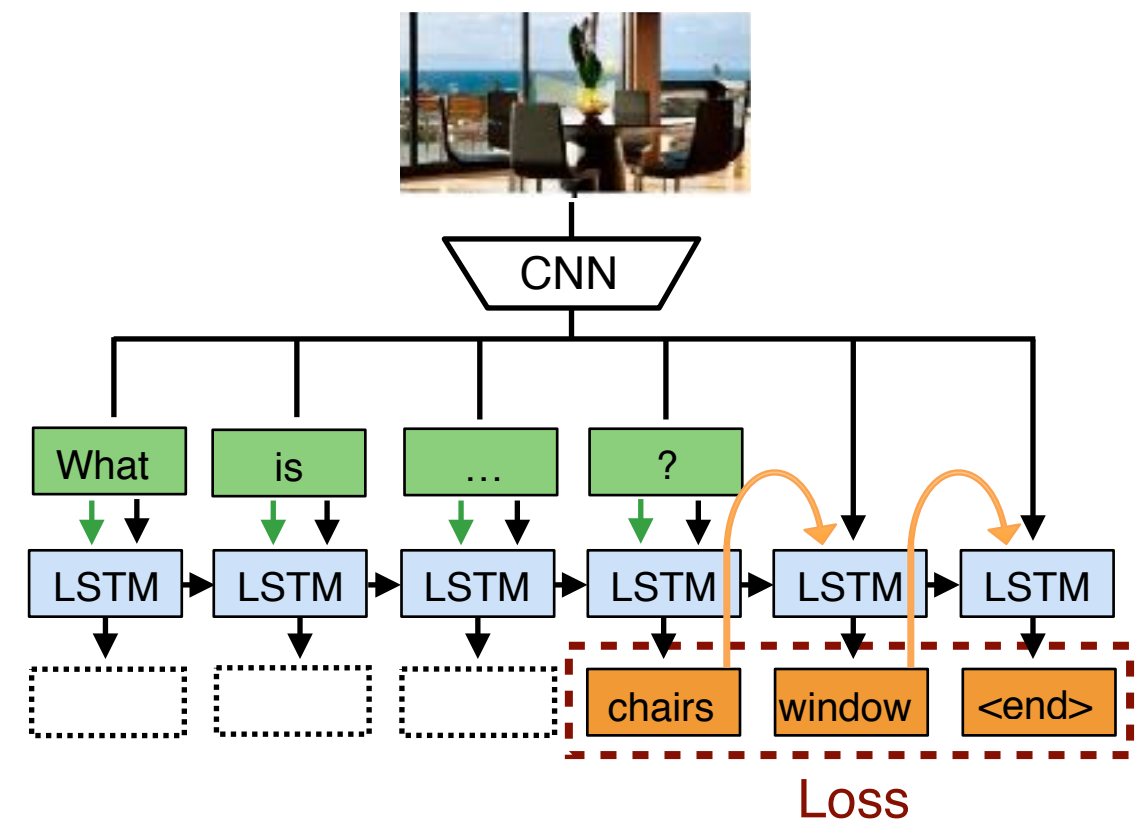 CNN
What
is
...
?
LSTM
LSTM
LSTM
LSTM
LSTM
LSTM
chairs
window
<end>
Loss